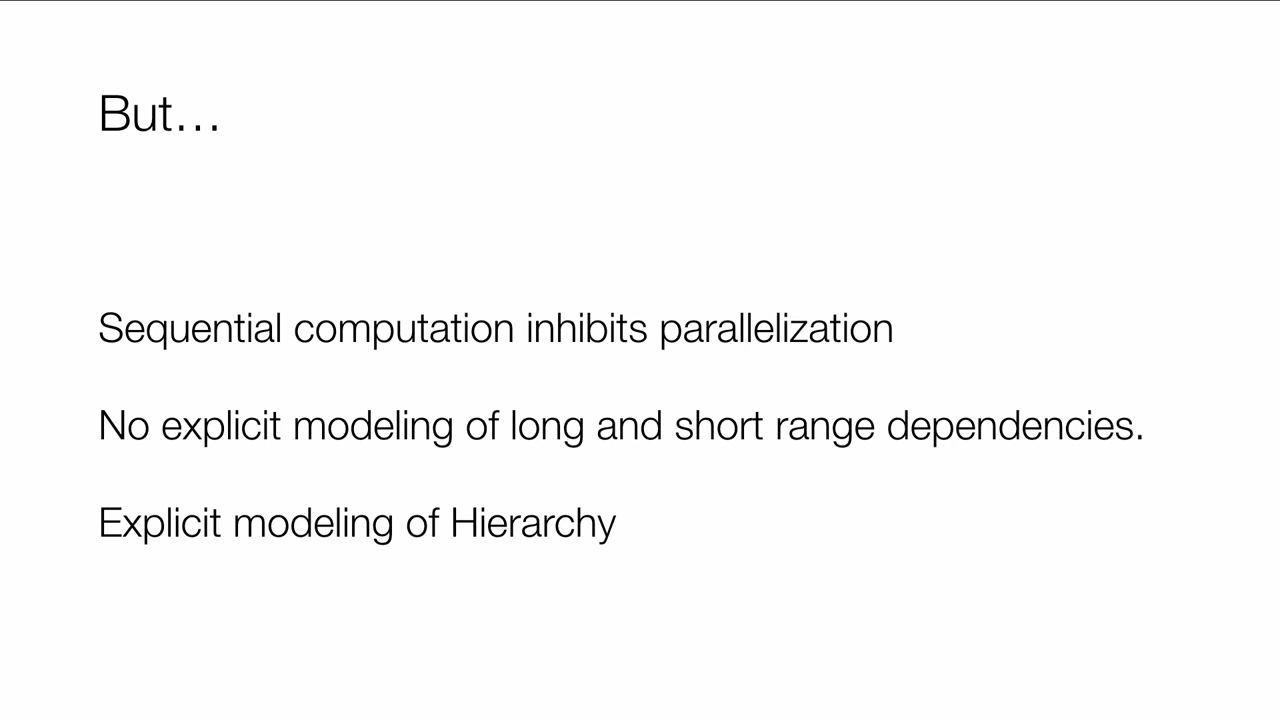 But…
Sequential computation inhibits parallelization
No explicit modeling of long and short range dependencies.
Explicit modeling of Hierarchy